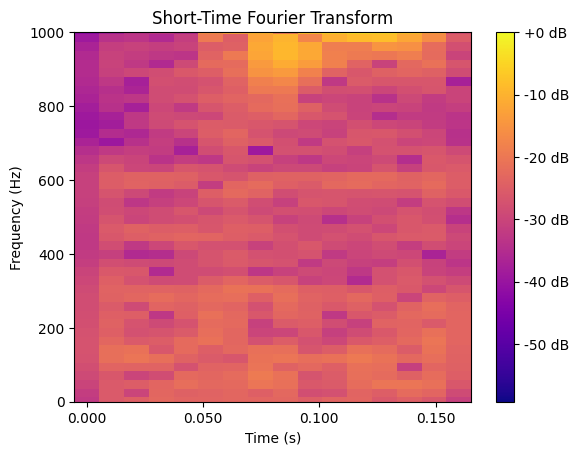 Short-Time Fourier Transform
1000
800
600
400
200
0
Frequency (Hz)
0.000
0.050
0.100
0.150
Time (s)
+0 dB
-10 dB
-20 dB
-30 dB
-40 dB
-50 dB